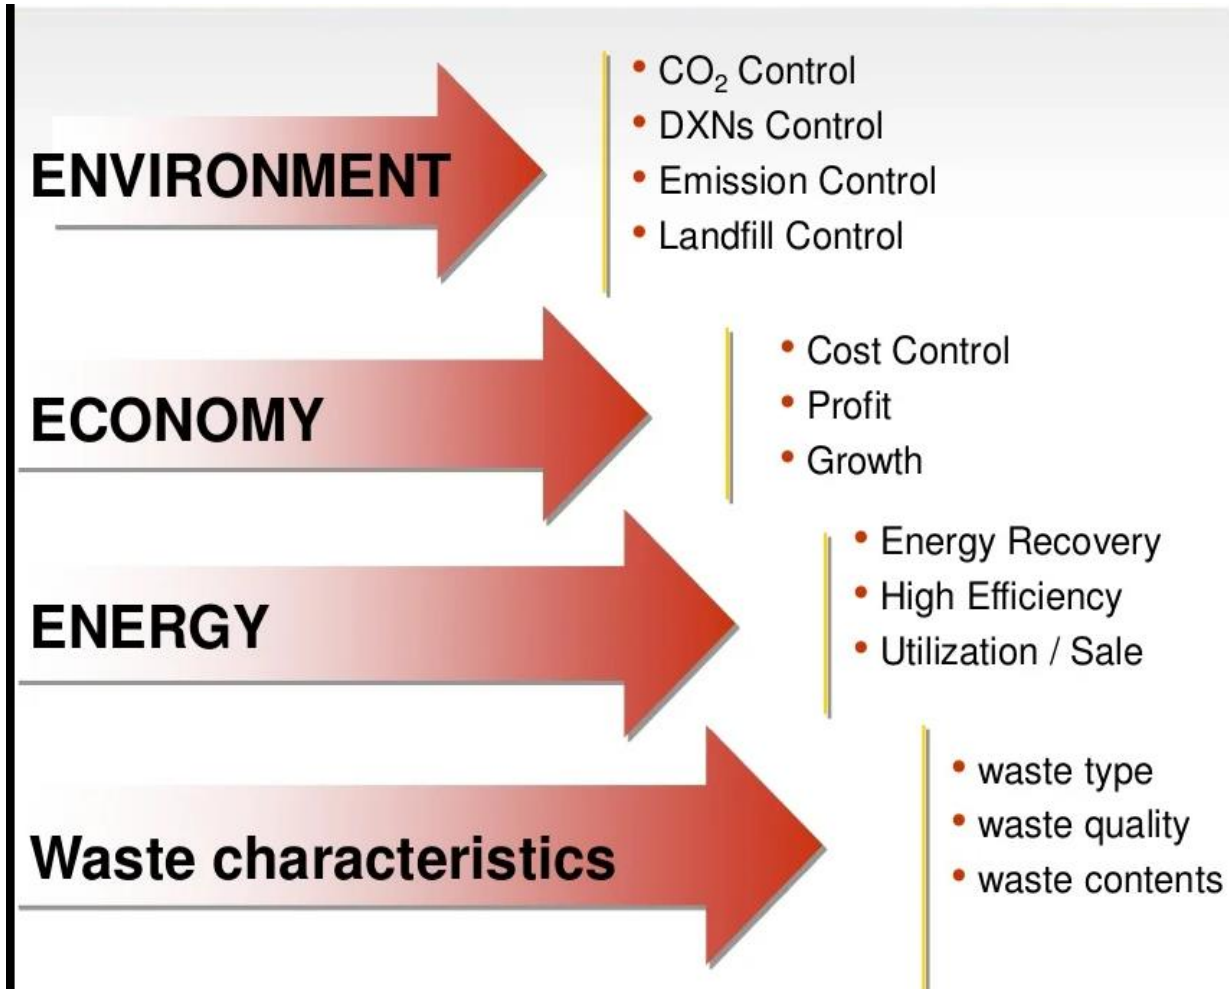 ENVIRONMENT
• CO₂ Control
• DXNs Control
• Emission Control
• Landfill Control
ECONOMY
• Cost Control
• Profit
• Growth
ENERGY
• Energy Recovery
• High Efficiency
• Utilization / Sale
Waste characteristics
• waste type
• waste quality
• waste contents